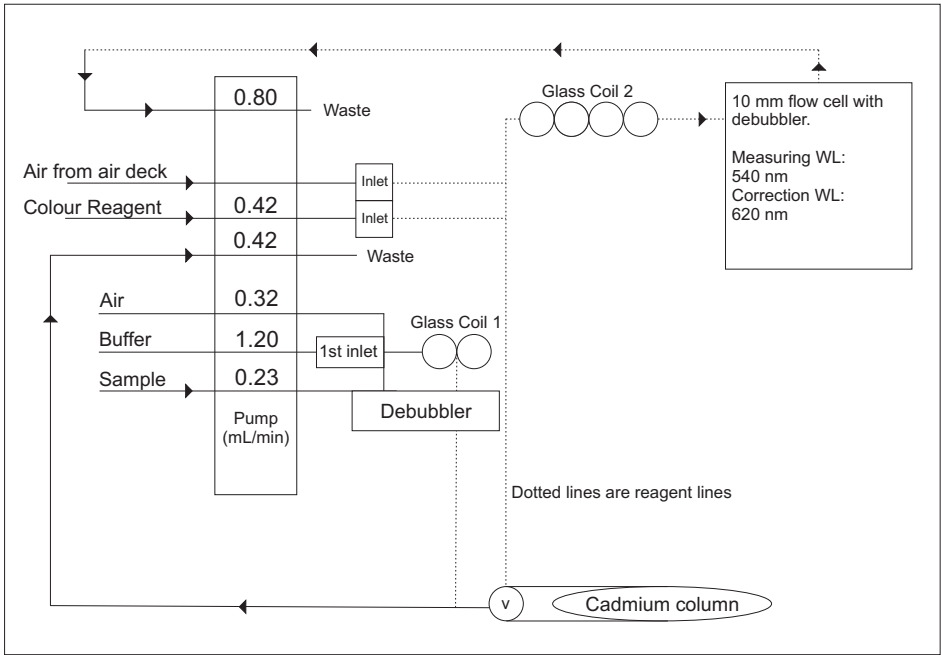 0.80
Waste
Glass Coil 2
10 mm flow cell with
debubbler.
Measuring WL:
540 nm
Correction WL:
620 nm
Air from air deck
Inlet
Colour Reagent
0.42
Inlet
0.42
Waste
Air
0.32
Glass Coil 1
Buffer
1.20
1st inlet
Sample
0.23
Debubbler
Pump
(mL/min)
Dotted lines are reagent lines
v
Cadmium column